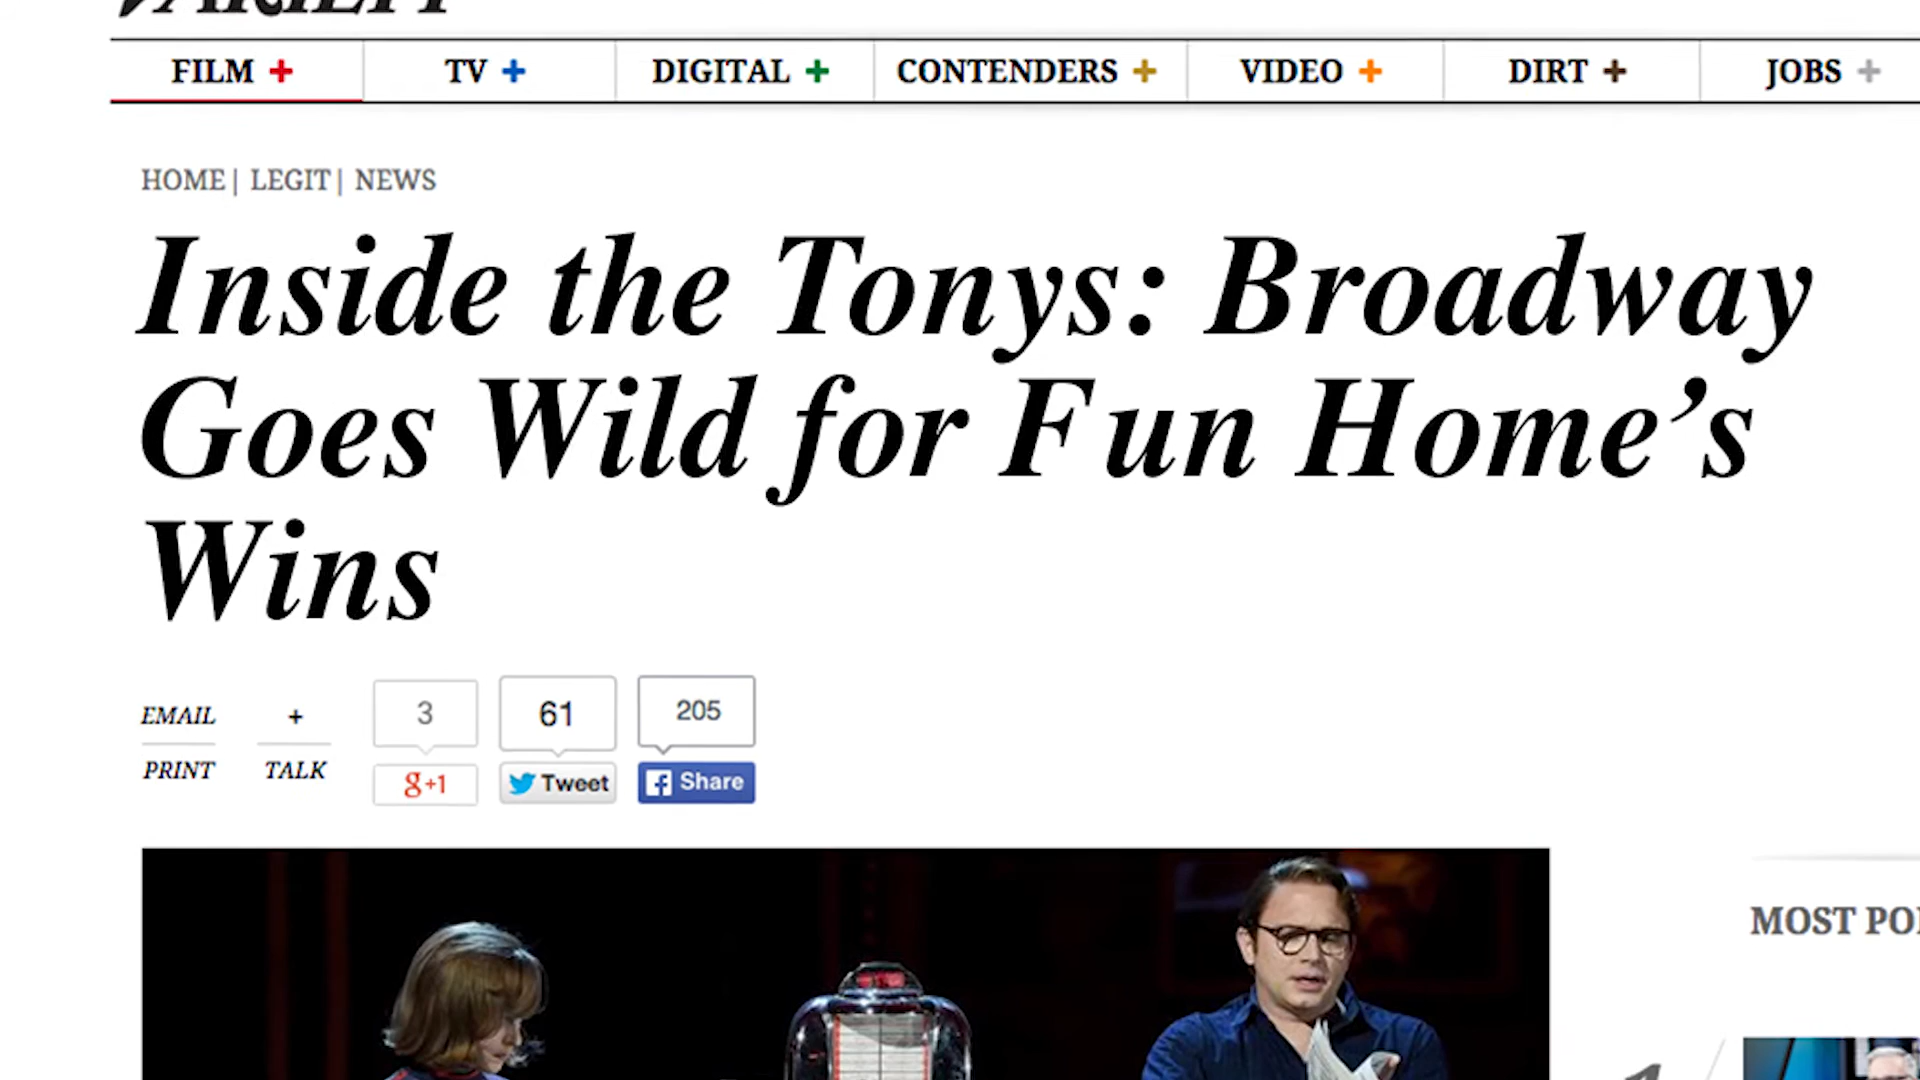 VARIETY
FILM + TV + DIGITAL + CONTENDERS + VIDEO + DIRT + JOBS +
HOME| LEGIT| NEWS
Inside the Tonys: Broadway
Goes Wild for Fun Home’s
Wins
3 61 205
EMAIL +
PRINT TALK
g+1 Tweet f Share
MOST